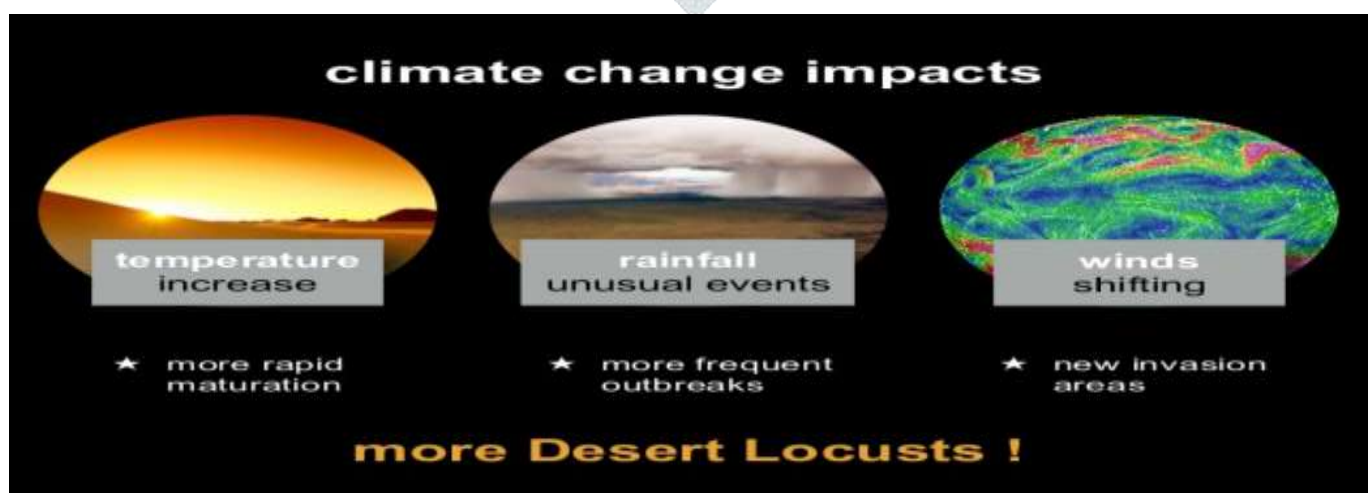 climate change impacts
temperature
increase
rainfall
unusual events
winds
shifting
★ more rapid
maturation
★ more frequent
outbreaks
★ new invasion
areas
more Desert Locusts !